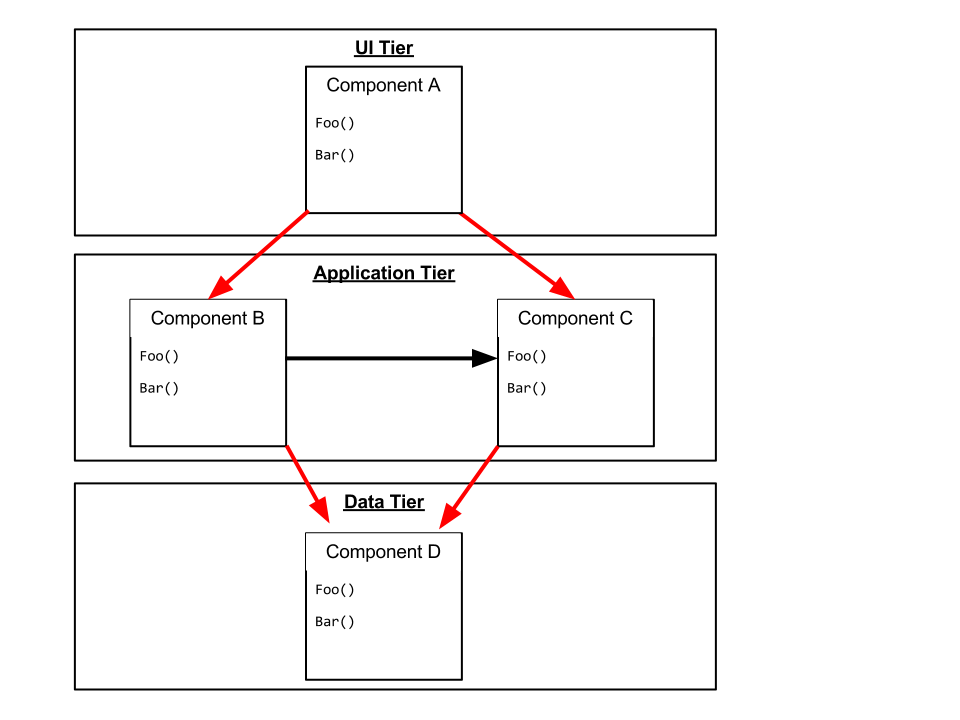 UI Tier
Component A
Foo()
Bar()
Application Tier
Component B
Foo()
Bar()
Component C
Foo()
Bar()
Data Tier
Component D
Foo()
Bar()